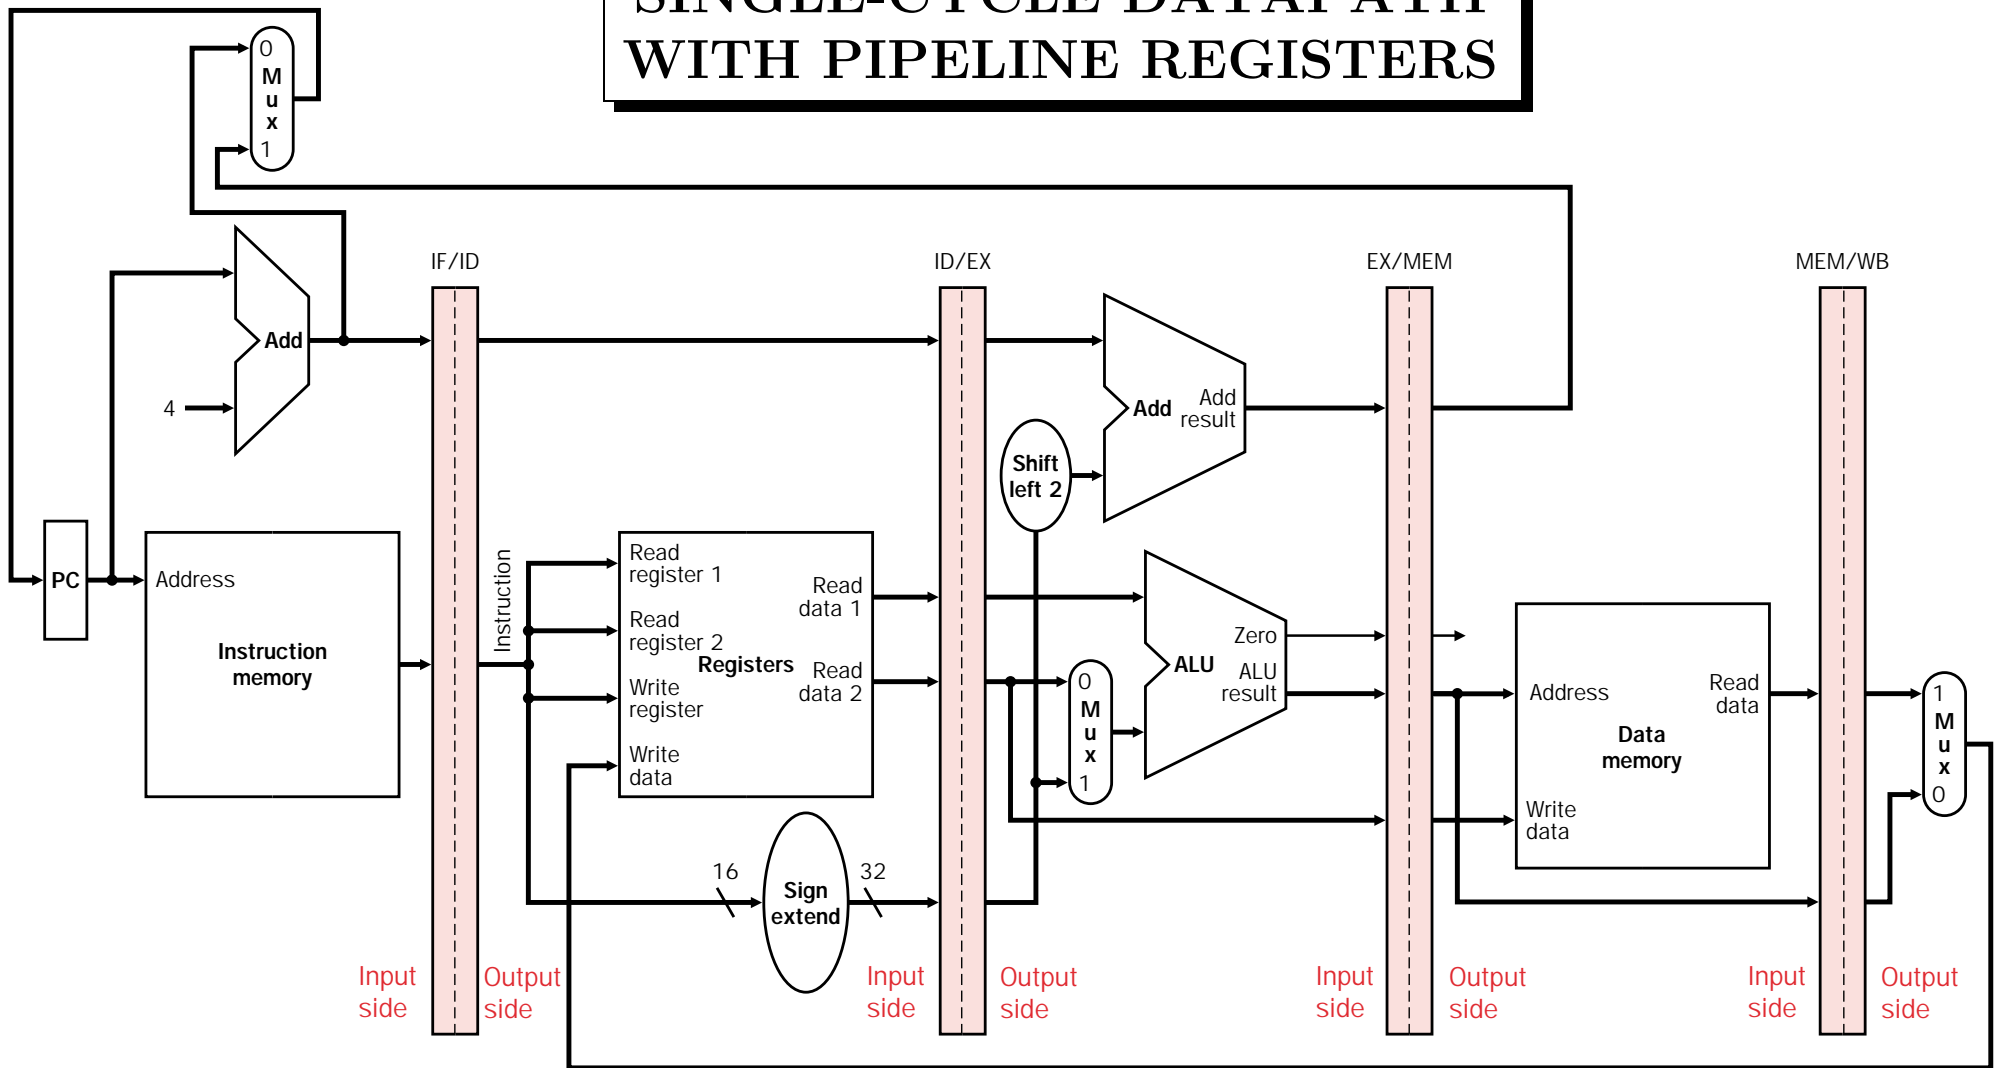 SINGLE-CYCLE DATAPATH
WITH PIPELINE REGISTERS
0
M
u
x
1
IF/ID
ID/EX
EX/MEM
MEM/WB
Add
4
Add
Add
result
Shift
left 2
PC
Address
Instruction
memory
Instruction
Read
register 1
Read
register 2
Write
register
Write
data
Registers
Read
data 1
Read
data 2
0
M
u
x
1
ALU
Zero
ALU
result
Address
Read
data
Data
memory
Write
data
1
M
u
x
0
16
Sign
extend
32
Input
side
Output
side
Input
side
Output
side
Input
side
Output
side
Input
side
Output
side